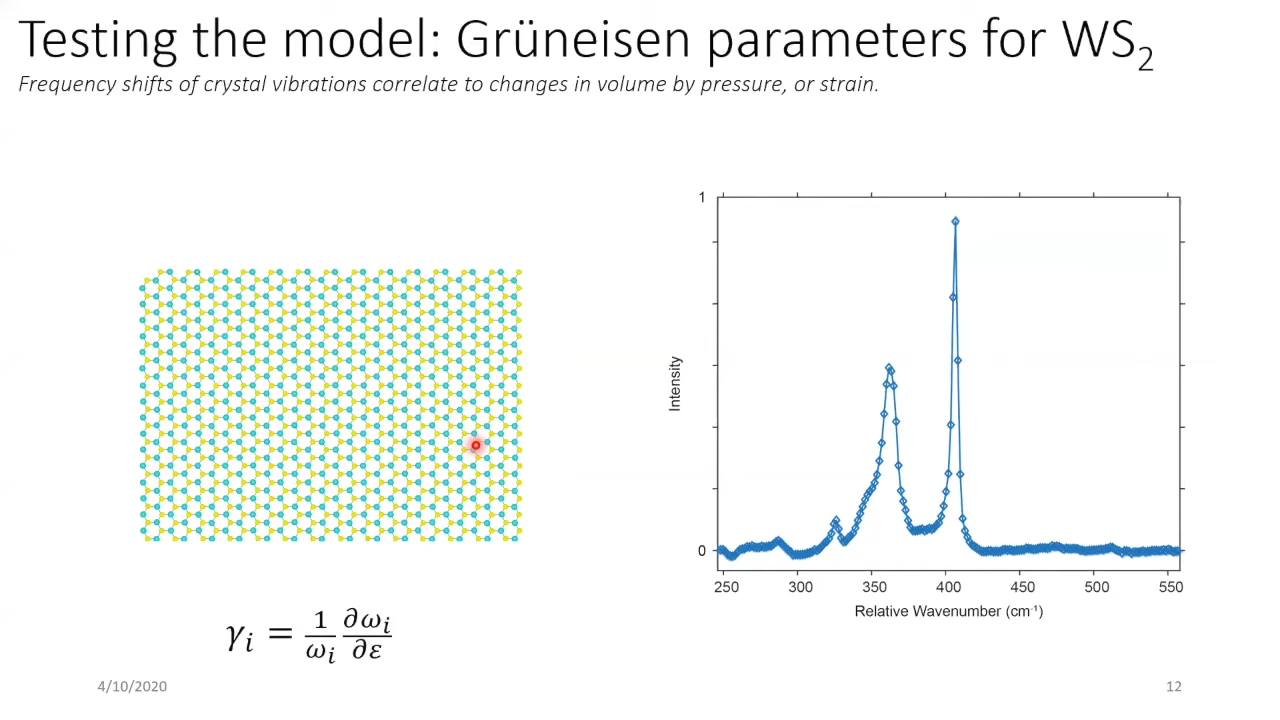 Testing the model: Grüneisen parameters for WS₂
Frequency shifts of crystal vibrations correlate to changes in volume by pressure, or strain.
γᵢ = 1/ωᵢ ∂ωᵢ/∂ε
1
Intensity
0
250 300 350 400 450 500 550
Relative Wavenumber (cm⁻¹)
4/10/2020
12